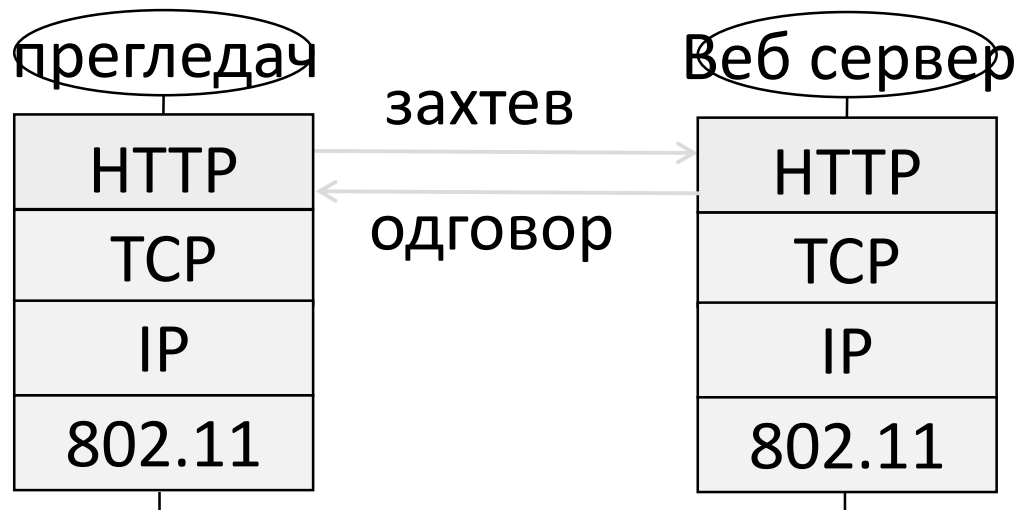 прегледач
Веб сервер
захтев
HTTP
HTTP
одговор
TCP
TCP
IP
IP
802.11
802.11